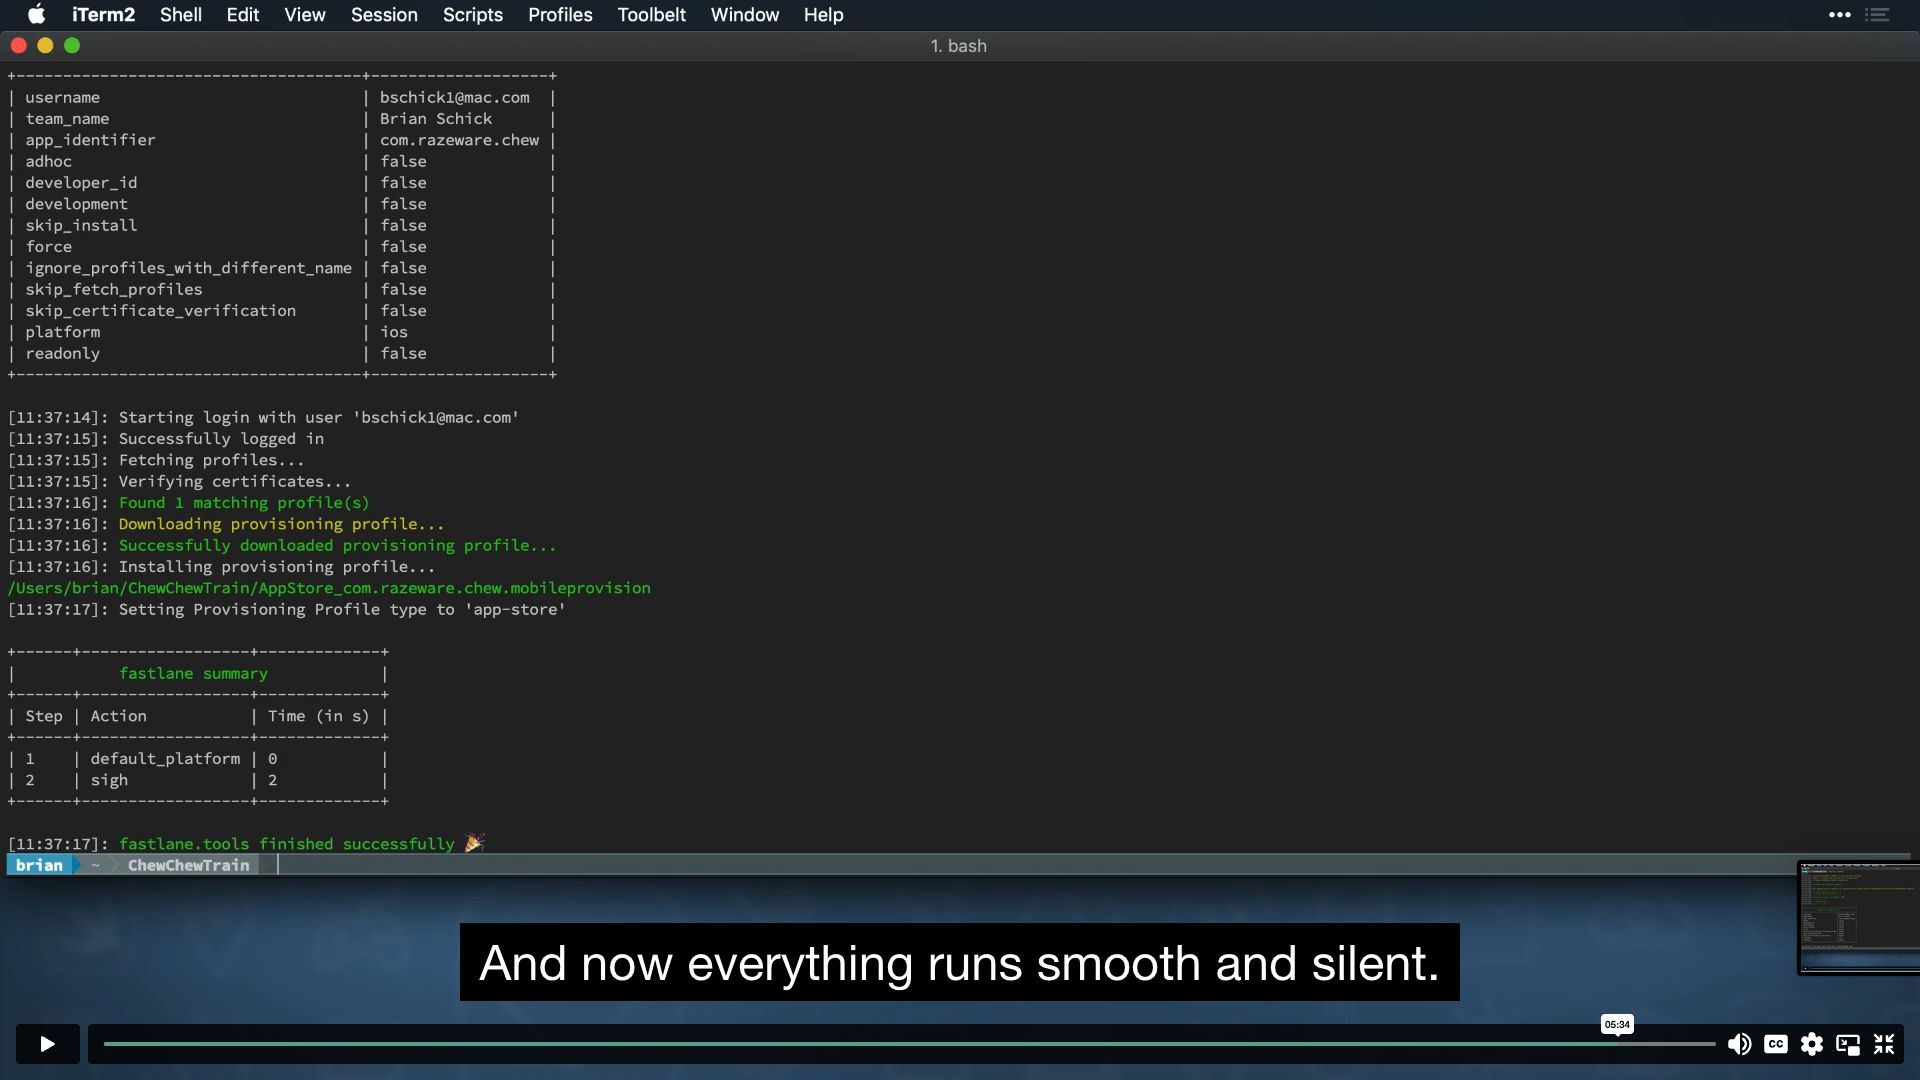 iTerm2 Shell Edit View Session Scripts Profiles Toolbelt Window Help
1. bash
+-------------------------------------+-------------------+
| username | bschick1@mac.com |
| team_name | Brian Schick |
| app_identifier | com.razeware.chew |
| adhoc | false |
| developer_id | false |
| development | false |
| skip_install | false |
| force | false |
| ignore_profiles_with_different_name | false |
| skip_fetch_profiles | false |
| skip_certificate_verification | false |
| platform | ios |
| readonly | false |
+-------------------------------------+-------------------+
[11:37:14]: Starting login with user 'bschick1@mac.com'
[11:37:15]: Successfully logged in
[11:37:15]: Fetching profiles...
[11:37:15]: Verifying certificates...
[11:37:16]: Found 1 matching profile(s)
[11:37:16]: Downloading provisioning profile...
[11:37:16]: Successfully downloaded provisioning profile...
[11:37:16]: Installing provisioning profile...
/Users/brian/ChewChewTrain/AppStore_com.razeware.chew.mobileprovision
[11:37:17]: Setting Provisioning Profile type to 'app-store'
+------+------------------+-------------+
| fastlane summary |
+------+------------------+-------------+
| Step | Action | Time (in s) |
+------+------------------+-------------+
| 1 | default_platform | 0 |
| 2 | sigh | 2 |
+------+------------------+-------------+
[11:37:17]: fastlane.tools finished successfully 🎉
brian ~ ChewChewTrain
And now everything runs smooth and silent.
05:34
CC